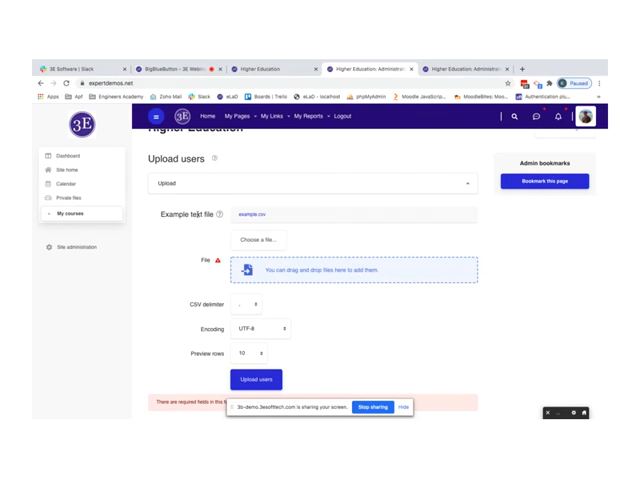 3E Software | Slack
BigBlueButton - 3E Webin
Higher Education
Higher Education: Administrat
Higher Education: Administrat
expertdemos.net
Paused
Apps
Apf
Engineers Academy
Zoho Mail
Slack
eLaD
Boards | Trello
eLaD - localhost
phpMyAdmin
Moodle JavaScrip...
MoodleBites: Moo...
Authentication plu...
3E
Home
My Pages
My Links
My Reports
Logout
Higher Education
Dashboard
Site home
Calendar
Private files
My courses
Site administration
Upload users
Upload
Example text file
example.csv
Choose a file...
File
You can drag and drop files here to add them.
CSV delimiter
,
Encoding
UTF-8
Preview rows
10
Upload users
There are required fields in this
Admin bookmarks
Bookmark this page
3b-demo.3esofttech.com is sharing your screen.
Stop sharing
Hide